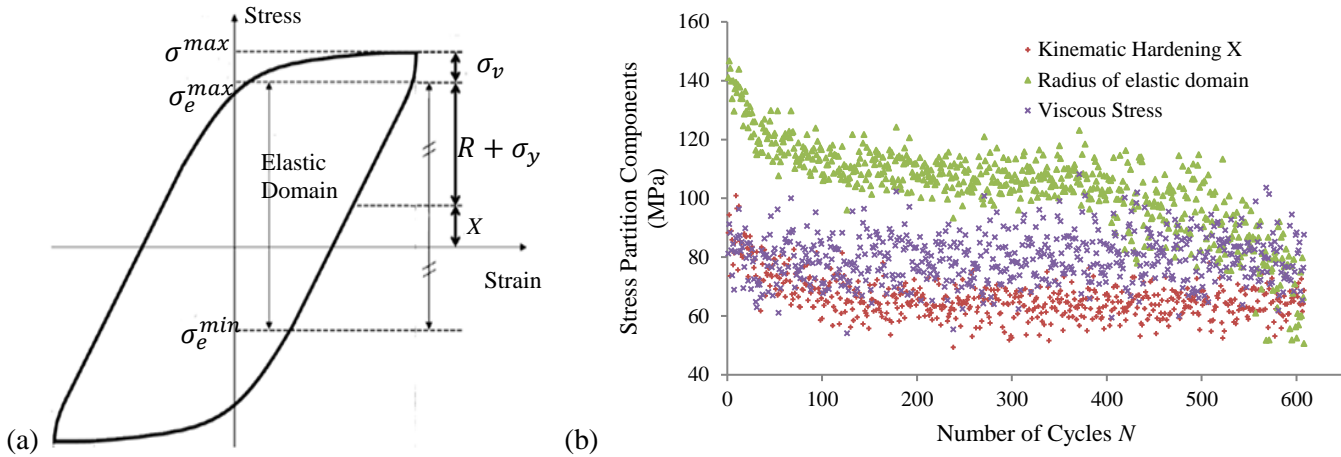 Stress
σ^max
σ_v
σ_e^max
Elastic
Domain
R + σ_y
X
Strain
σ_e^min
(a)
160
140
120
100
80
60
40
Stress Partition Components
(MPa)
Kinematic Hardening X
Radius of elastic domain
Viscous Stress
0
100
200
300
400
500
600
Number of Cycles N
(b)